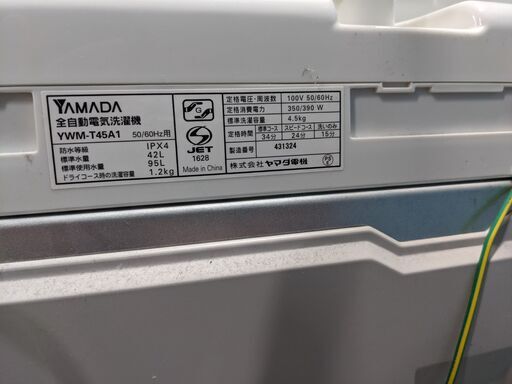 YAMADA
全自動電気洗濯機
YWM-T45A1 50/60Hz用
防水等級 IPX4
標準水量 42L
標準使用水量 95L
ドライコース時の洗濯容量 1.2kg
G
S
JET
1628
Made in China
定格電圧・周波数 100V 50/60Hz
定格消費電力 350/390 W
標準洗濯容量 4.5kg
標準コース スピードコース 洗いのみ
34分 24分 15分
製造番号 431324
株式会社 ヤマダ電機